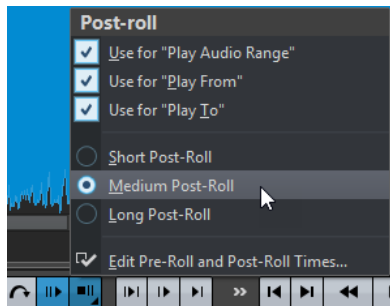 Post-roll
Use for "Play Audio Range"
Use for "Play From"
Use for "Play To"
Short Post-Roll
Medium Post-Roll
Long Post-Roll
Edit Pre-Roll and Post-Roll Times...